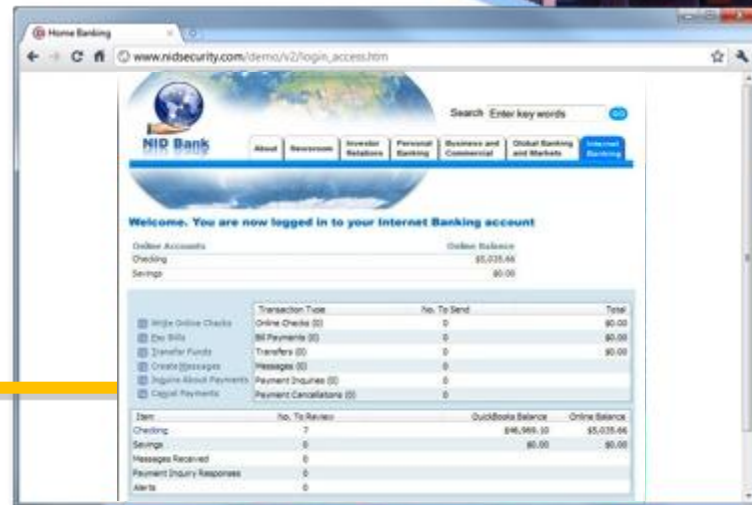 Home Banking
www.nidsecurity.com/demo/v2/login_access.htm
Search Enter key words GO
NID Bank
About Newsroom Investor Relations Personal Banking Business and Commercial Global Banking and Markets Internet Banking
Welcome. You are now logged in to your Internet Banking account
Online Accounts Online Balance
Checking $5,035.66
Savings $0.00
Transaction Type No. To Send Total
Write Online Checks Online Checks (0) 0 $0.00
Pay Bills Bill Payments (0) 0 $0.00
Transfer Funds Transfers (0) 0 $0.00
Create Messages Messages (0) 0
Inquire About Payments Payment Inquiries (0) 0
Cancel Payments Payment Cancellations (0) 0
Item No. To Review QuickBooks Balance Online Balance
Checking 7 $46,969.10 $5,035.66
Savings 0 $0.00 $0.00
Messages Received 0
Payment Inquiry Responses 0
Alerts 0